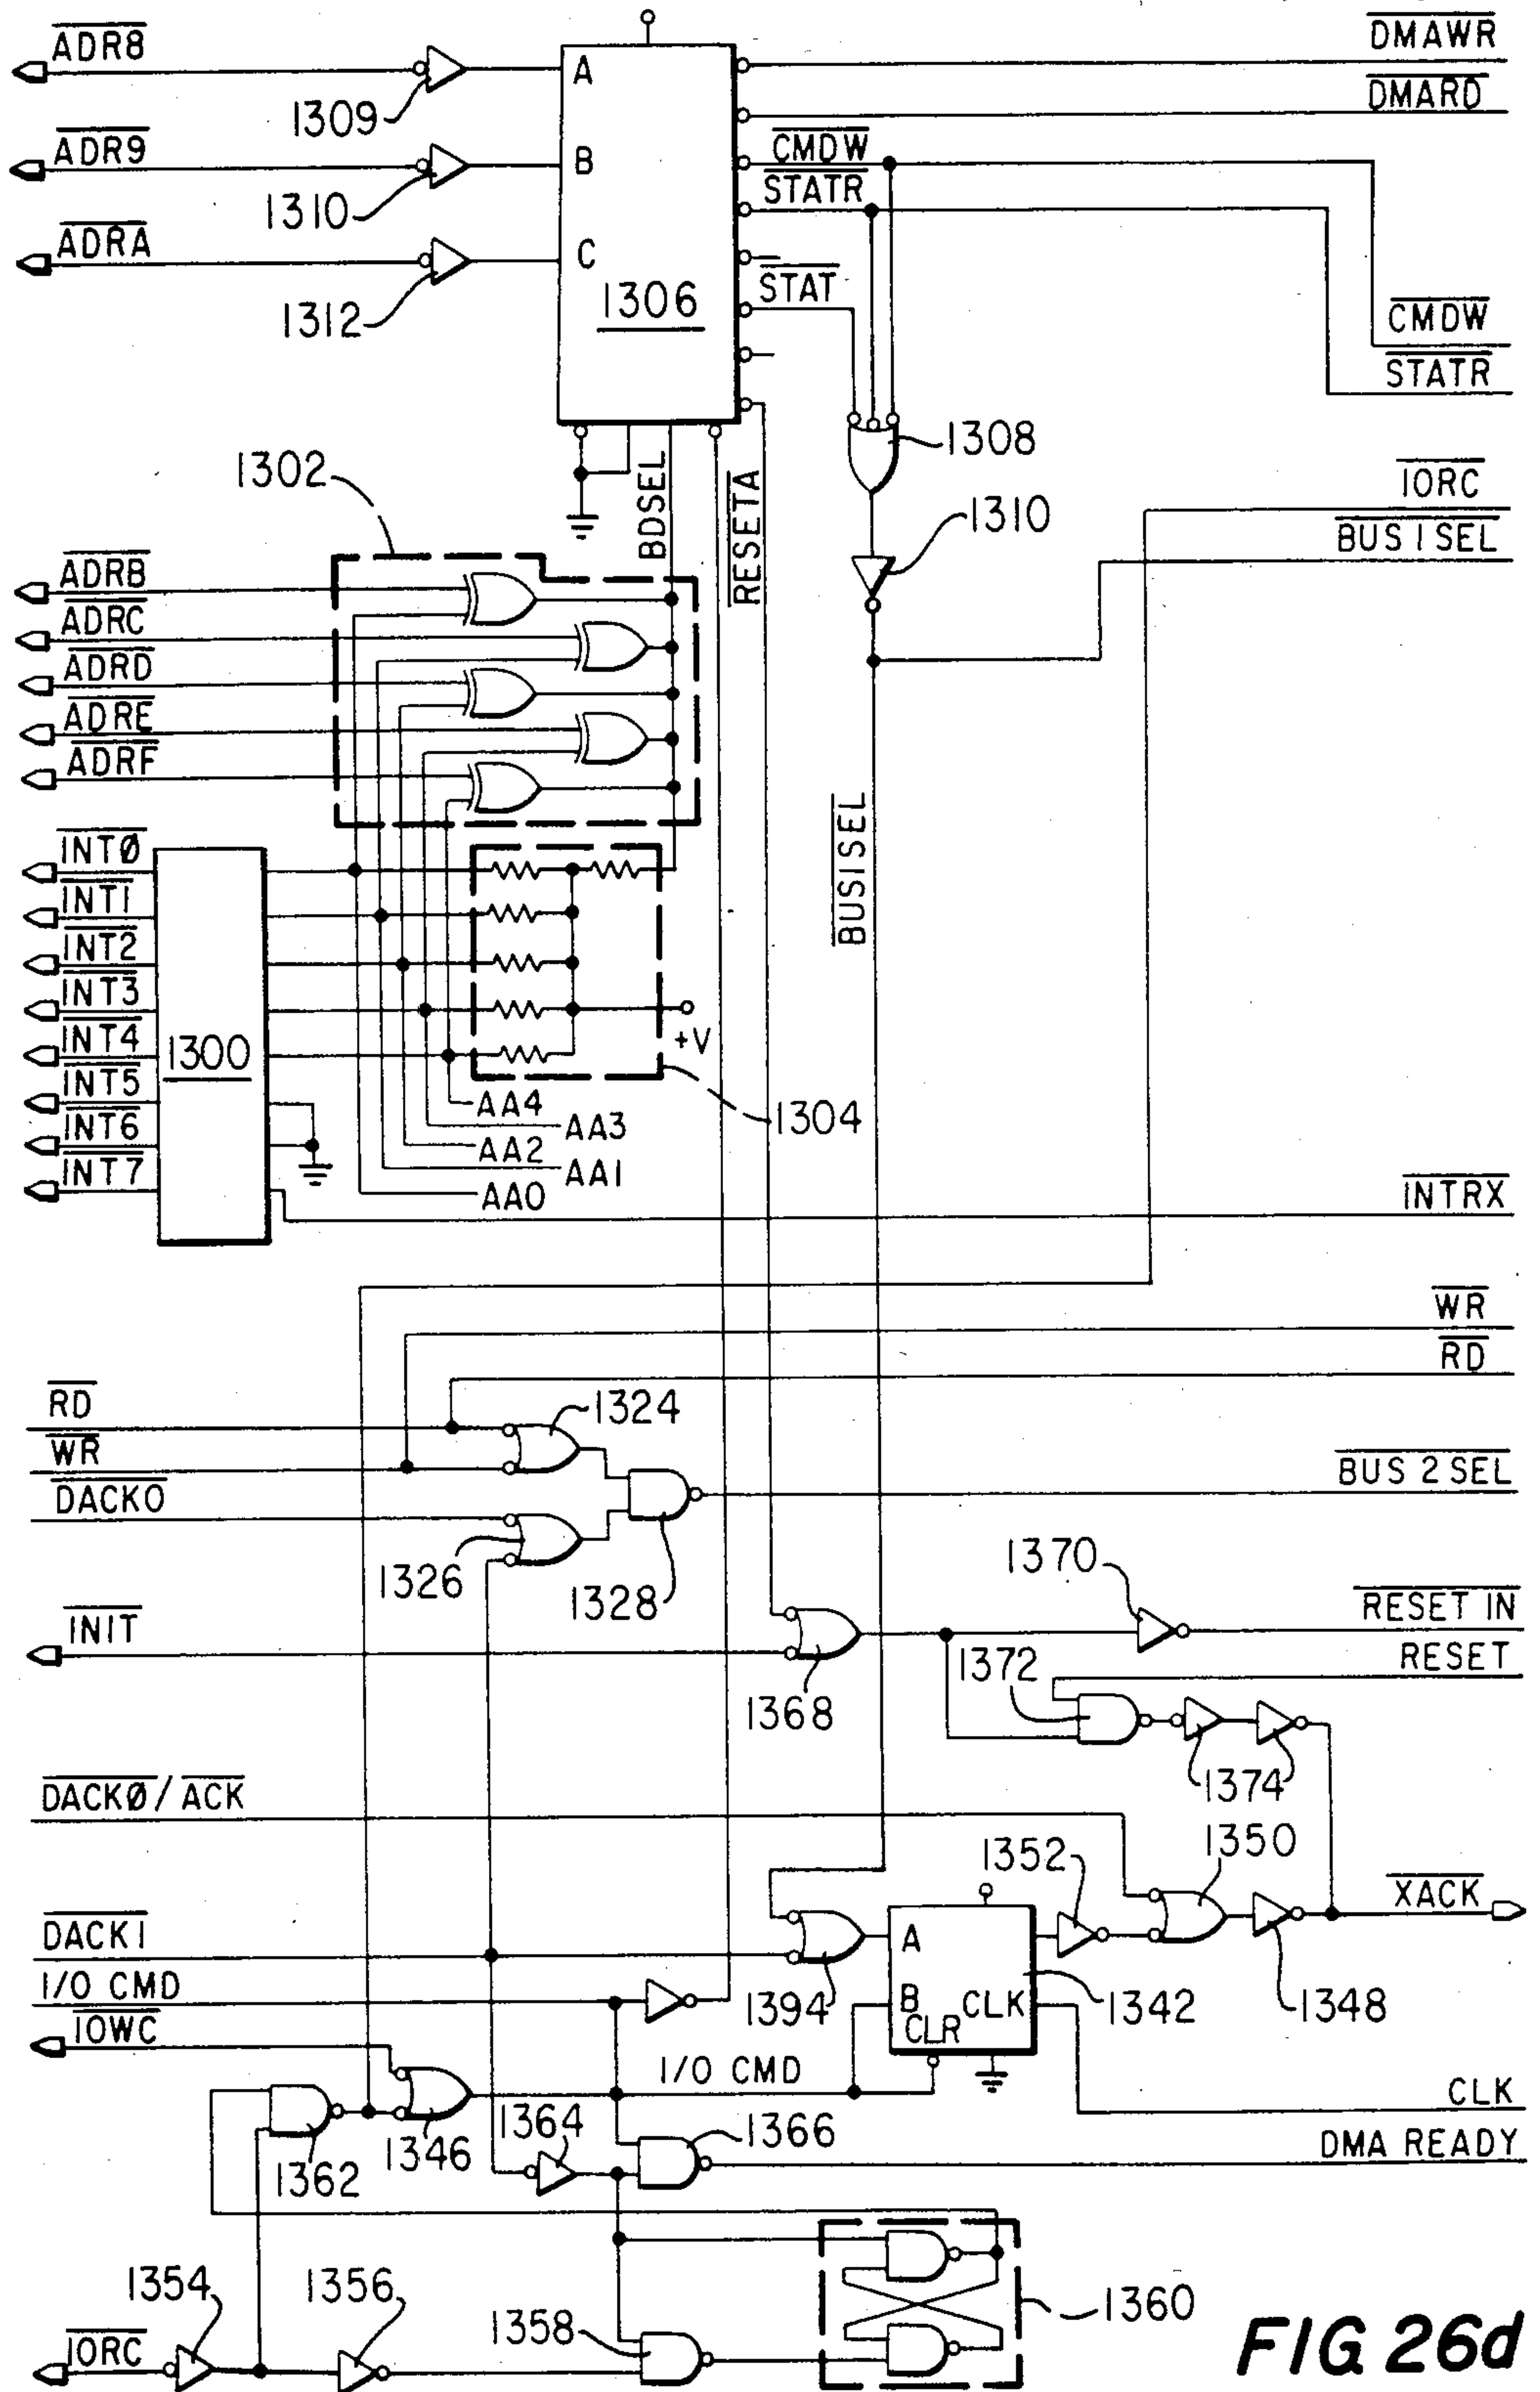 ADR8
1309
ADR9
1310
ADRA
1312
A
B
C
1306
DMAWR
DMARD
CMDW
STATR
STAT
CMDW
STATR
1308
1302
BDSEL
RESETA
1310
IORC
BUS 1 SEL
ADRB
ADRC
ADRD
ADRE
ADRF
BUS1SEL
INTØ
INT1
INT2
INT3
INT4
INT5
INT6
INT7
1300
+V
1304
AA4
AA3
AA2
AA1
AA0
INTRX
WR
RD
RD
WR
DACKO
1324
1326
1328
BUS 2 SEL
INIT
1368
1370
RESET IN
RESET
1372
1374
DACKØ/ACK
1350
1352
XACK
DACK1
I/O CMD
IOWC
1394
A
B
CLK
CLR
1342
1348
I/O CMD
CLK
1362
1346
1364
1366
DMA READY
1354
1356
1358
1360
IORC
FIG. 26d